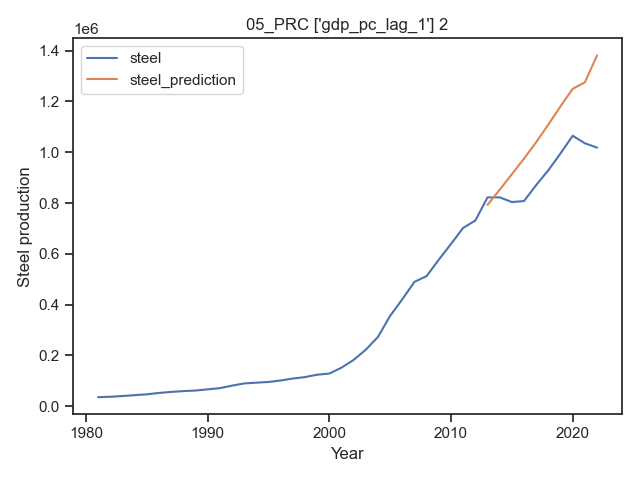 05_PRC ['gdp_pc_lag_1'] 2
1e6
steel
steel_prediction
1.4
1.2
1.0
0.8
0.6
0.4
0.2
0.0
Steel production
1980
1990
2000
2010
2020
Year